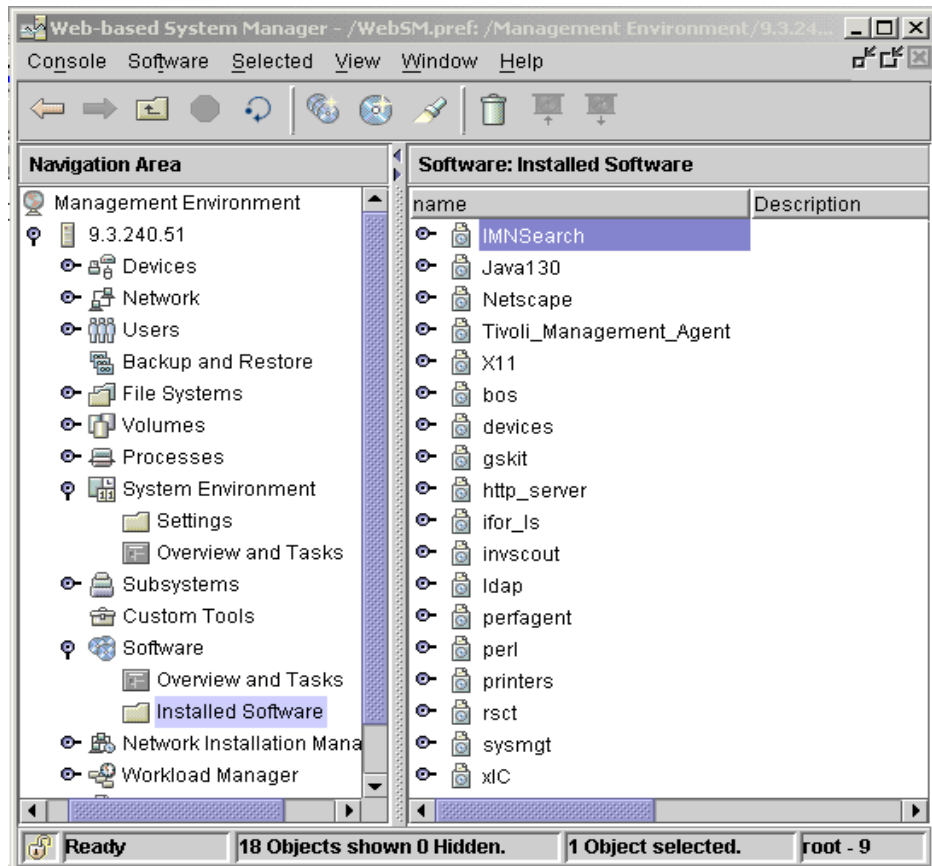 Web-based System Manager - /WebSM.pref: /Management Environment/9.3.24...
Console Software Selected View Window Help
Navigation Area
Management Environment
9.3.240.51
Devices
Network
Users
Backup and Restore
File Systems
Volumes
Processes
System Environment
Settings
Overview and Tasks
Subsystems
Custom Tools
Software
Overview and Tasks
Installed Software
Network Installation Mana
Workload Manager
Software: Installed Software
name Description
IMNSearch
Java130
Netscape
Tivoli_Management_Agent
X11
bos
devices
gskit
http_server
ifor_ls
invscout
ldap
perfagent
perl
printers
rsct
sysmgt
xlC
Ready 18 Objects shown 0 Hidden. 1 Object selected. root - 9